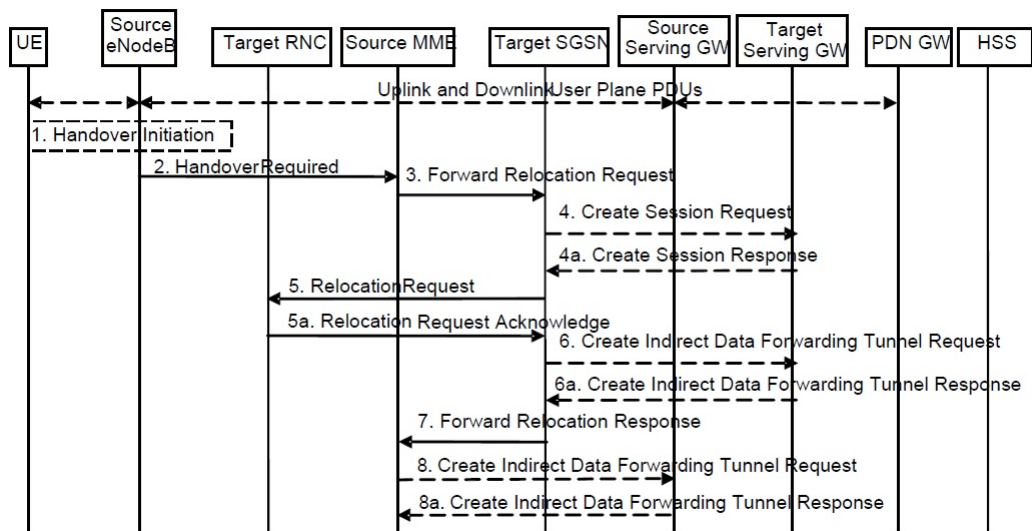 UE
Source
eNodeB
Target RNC
Source MME
Target SGSN
Source
Serving GW
Target
Serving GW
PDN GW
HSS
Uplink and Downlink User Plane PDUs
1. Handover Initiation
2. Handover Required
3. Forward Relocation Request
4. Create Session Request
4a. Create Session Response
5. Relocation Request
5a. Relocation Request Acknowledge
6. Create Indirect Data Forwarding Tunnel Request
6a. Create Indirect Data Forwarding Tunnel Response
7. Forward Relocation Response
8. Create Indirect Data Forwarding Tunnel Request
8a. Create Indirect Data Forwarding Tunnel Response